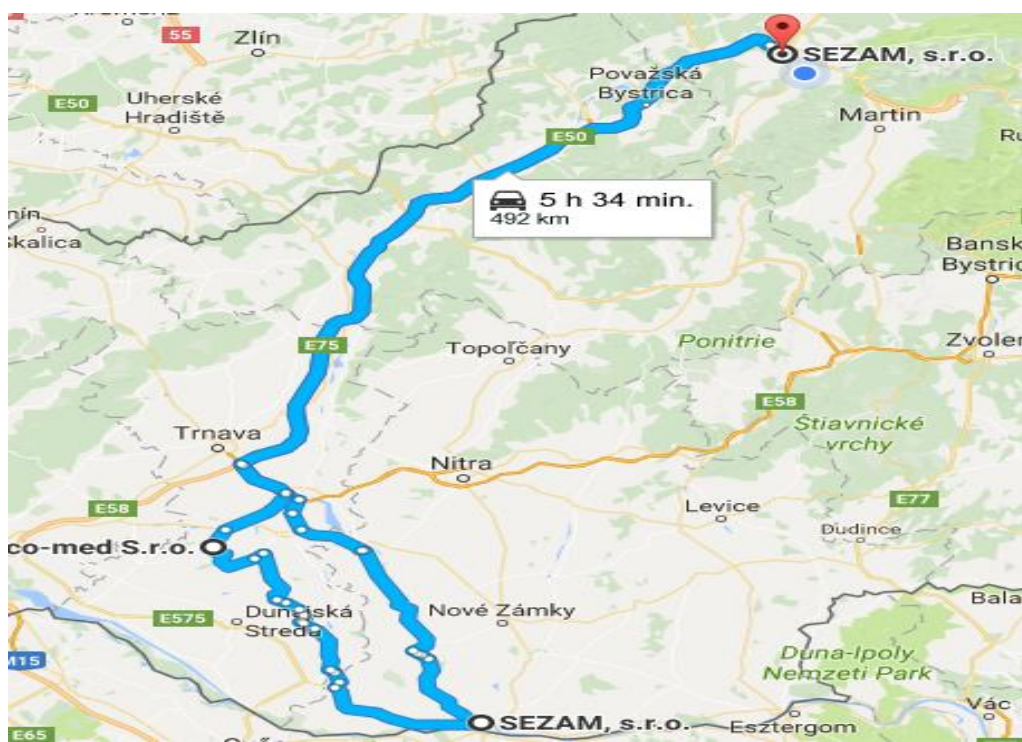 55
Zlín
SEZAM, s.r.o.
Považská
Bystrica
E50
Uherské
Hradiště
Martin
E50
5 h 34 min.
492 km
skalica
Bansk
Bystric
E75
Topoľčany
Ponitrie
Zvolen
E58
Štiavnické
vrchy
Trnava
Nitra
Levice
E77
E58
Dudince
co-med S.r.o.
E575
Dunajská
Streda
Nové Zámky
Bala
M15
Duna-Ipoly
Nemzeti Park
SEZAM, s.r.o.
Esztergom
Vác
E65